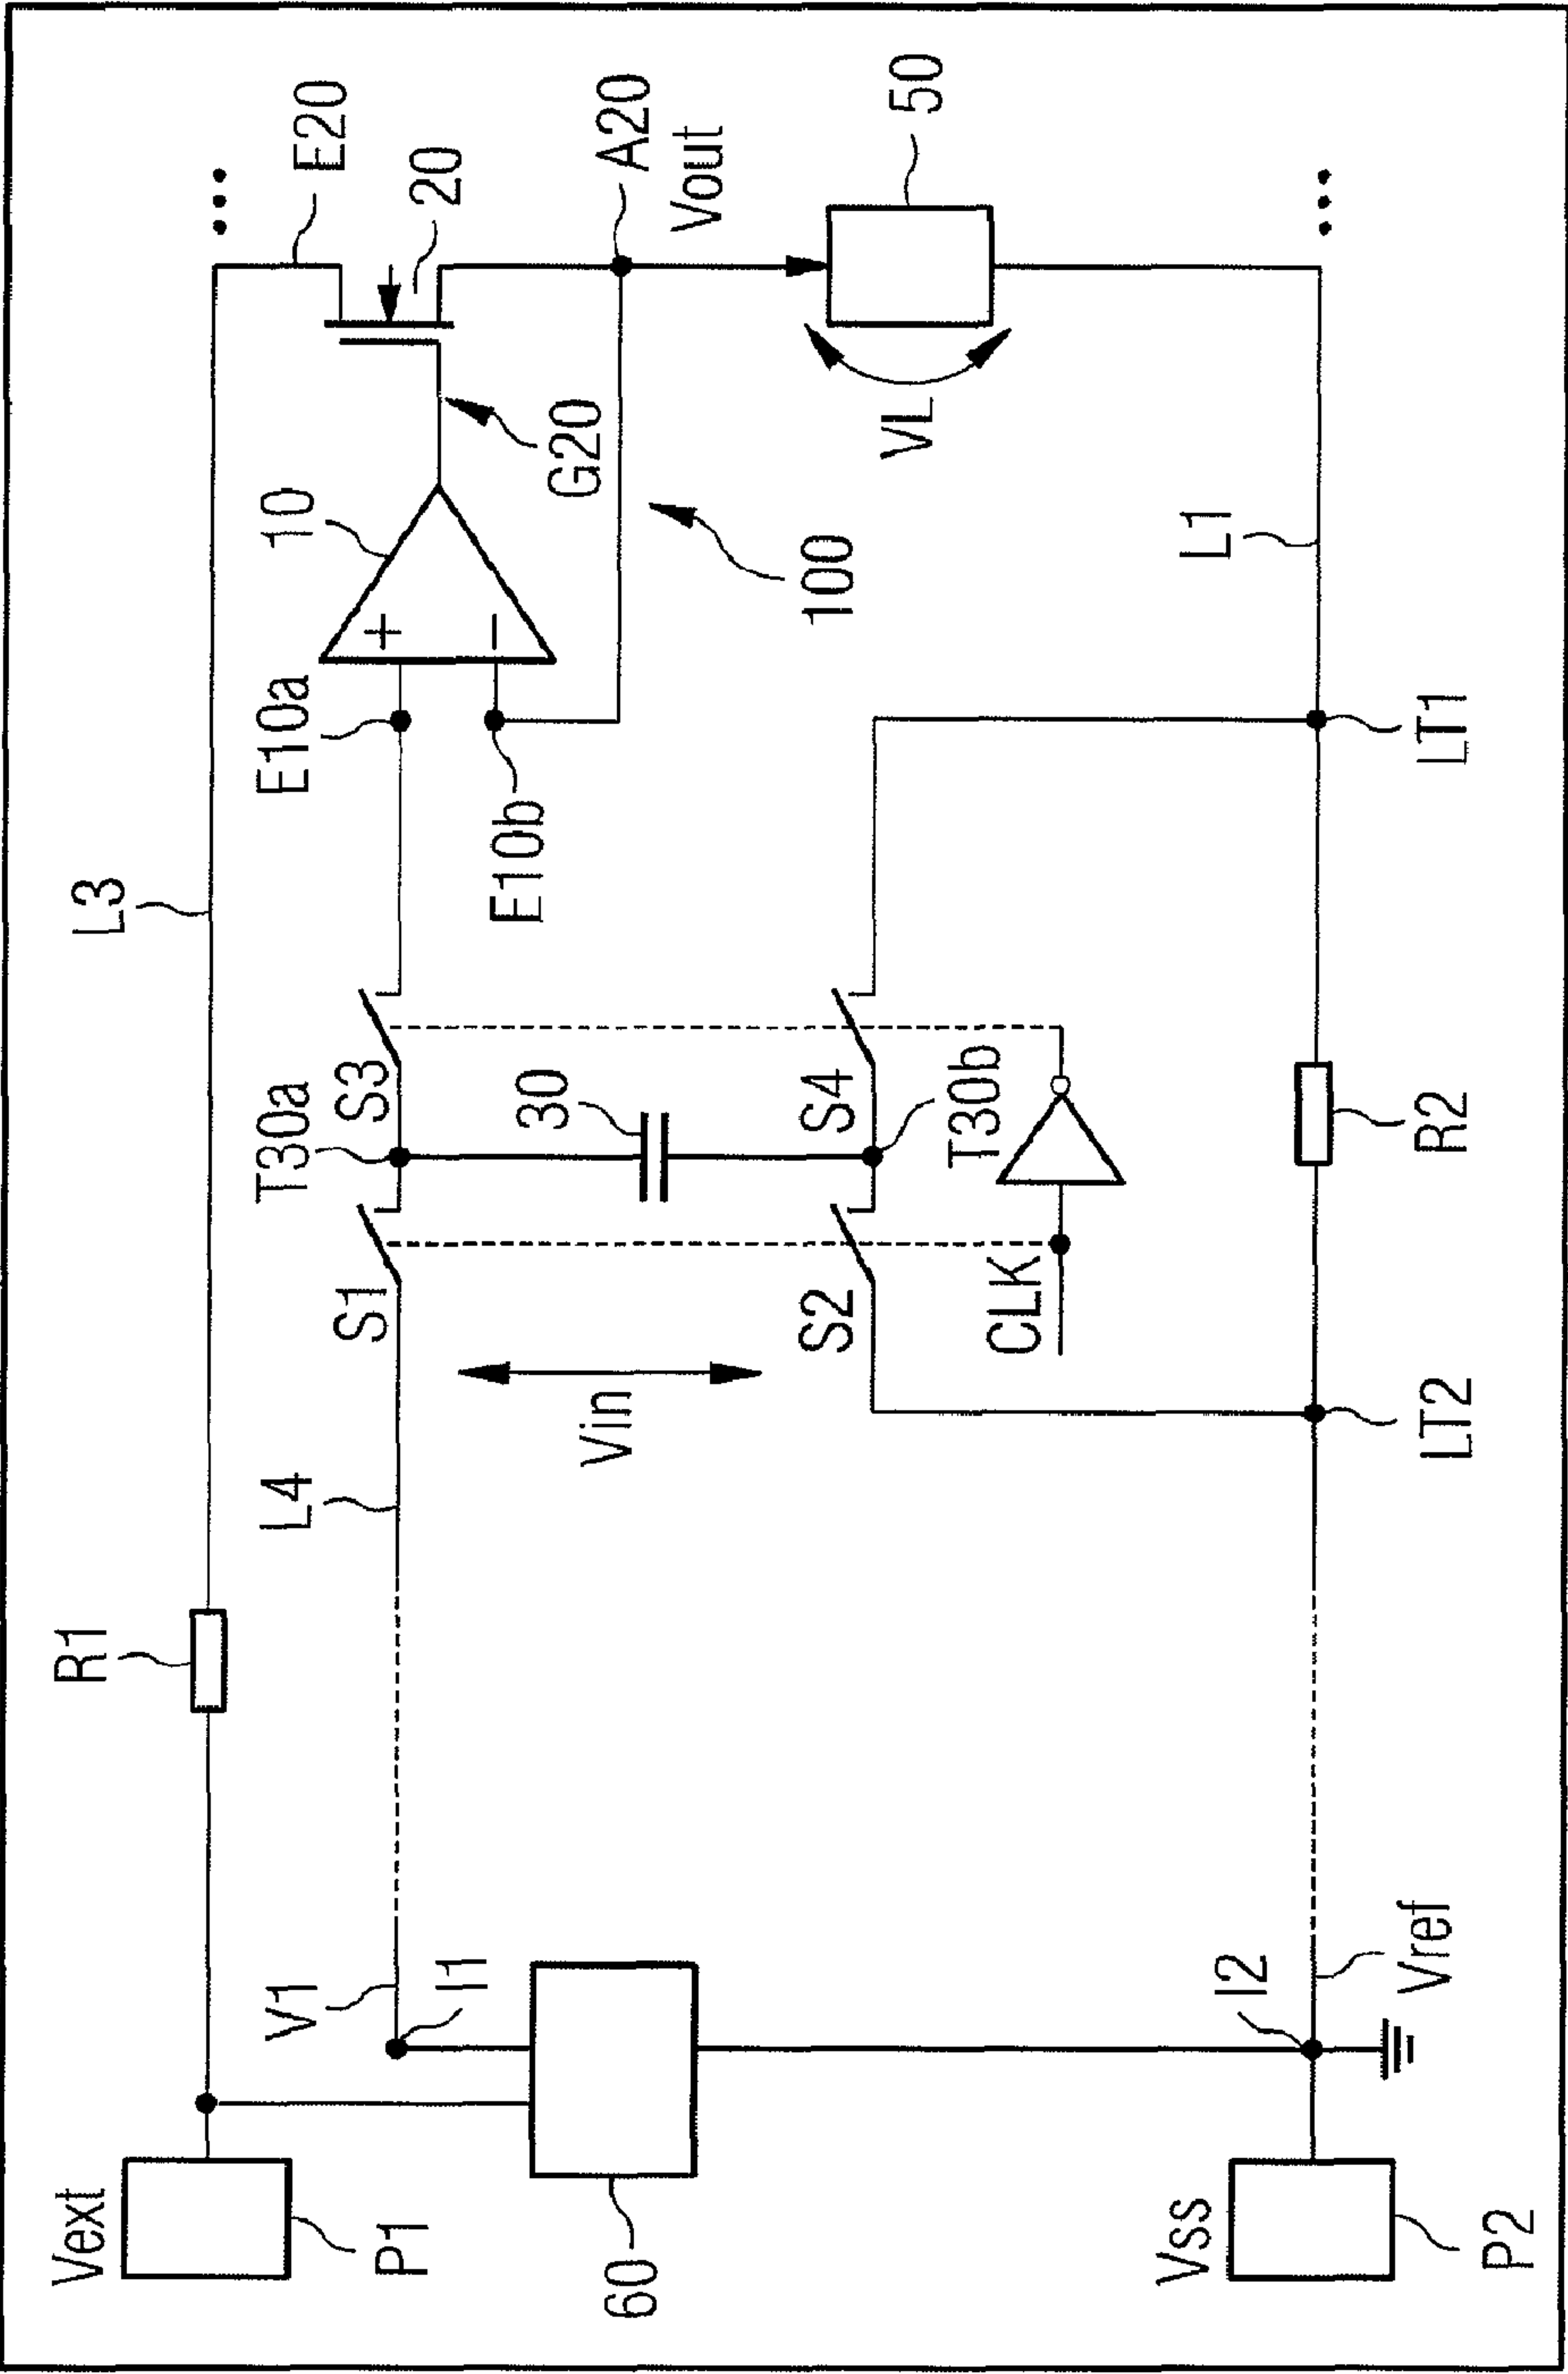 Vext
P1
R1
L3
E20
20
V1
I1
L4
S1
T30a
S3
E10a
10
+
−
E10b
G20
A20
Vout
60
Vin
30
100
S2
S4
T30b
CLK
VL
50
Vss
P2
I2
Vref
LT2
R2
LT1
L1